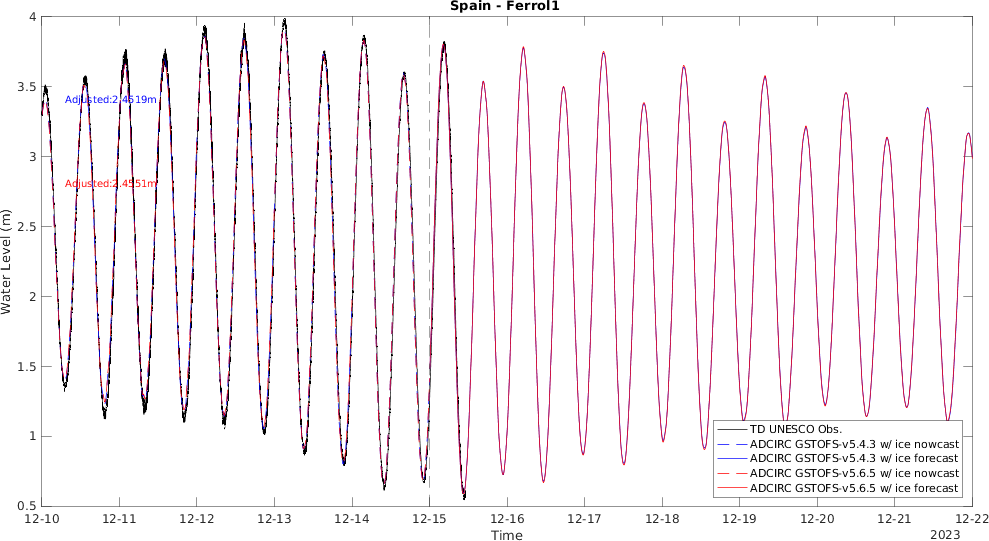 Spain - Ferrol1
4
3.5
3
2.5
2
1.5
1
0.5
Water Level (m)
Adjusted:2.4519m
Adjusted:2.4551m
TD UNESCO Obs.
ADCIRC GSTOFS-v5.4.3 w/ ice nowcast
ADCIRC GSTOFS-v5.4.3 w/ ice forecast
ADCIRC GSTOFS-v5.6.5 w/ ice nowcast
ADCIRC GSTOFS-v5.6.5 w/ ice forecast
12-10 12-11 12-12 12-13 12-14 12-15 12-16 12-17 12-18 12-19 12-20 12-21 12-22
Time
2023